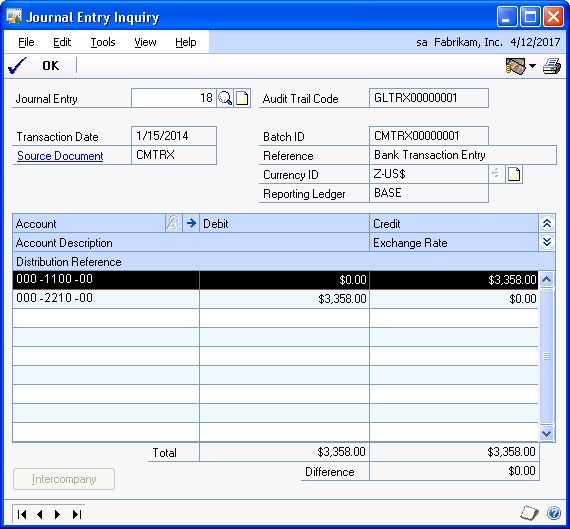 Journal Entry Inquiry
File Edit Tools View Help sa Fabrikam, Inc. 4/12/2017
OK
Journal Entry 18 Audit Trail Code GLTRX00000001
Transaction Date 1/15/2014 Batch ID CMTRX00000001
Source Document CMTRX Reference Bank Transaction Entry
Currency ID Z-US$
Reporting Ledger BASE
Account Debit Credit
Account Description Exchange Rate
Distribution Reference
000 -1100 -00 $0.00 $3,358.00
000 -2210 -00 $3,358.00 $0.00
Total $3,358.00 $3,358.00
Difference $0.00
Intercompany